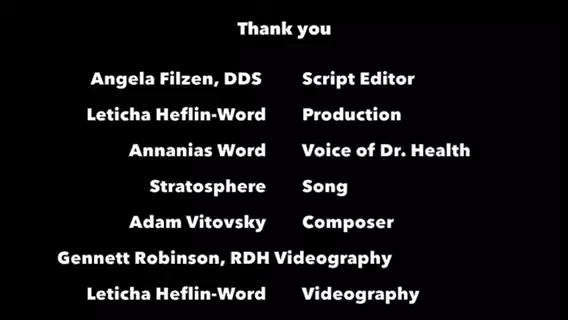 Thank you
Angela Filzen, DDS Script Editor
Leticha Heflin-Word Production
Annanias Word Voice of Dr. Health
Stratosphere Song
Adam Vitovsky Composer
Gennett Robinson, RDH Videography
Leticha Heflin-Word Videography